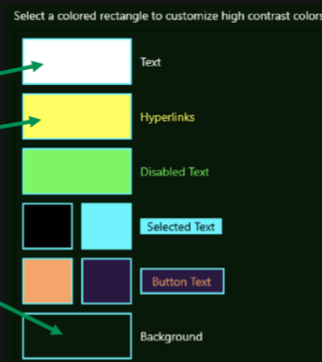 Select a colored rectangle to customize high contrast colors
Text
Hyperlinks
Disabled Text
Selected Text
Button Text
Background